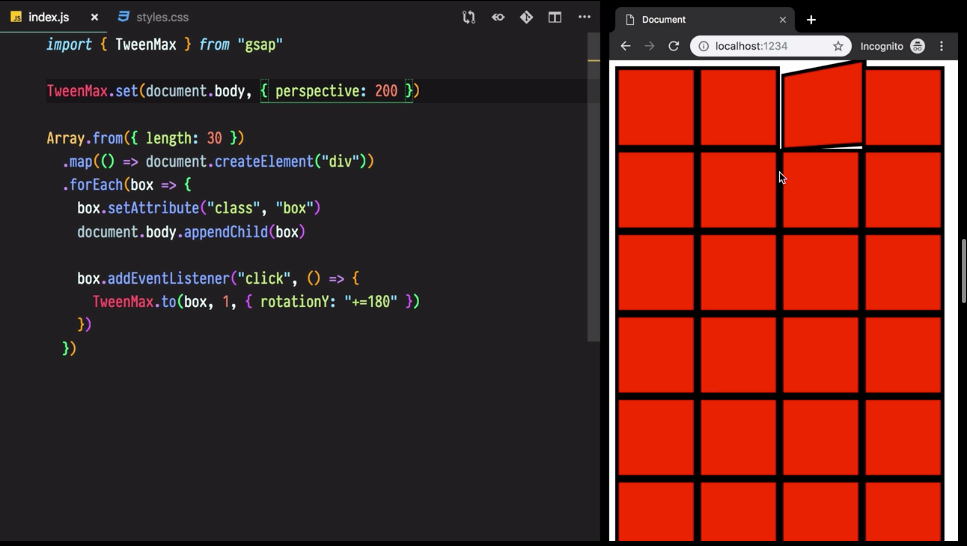 JS index.js × styles.css
import { TweenMax } from "gsap"
TweenMax.set(document.body, { perspective: 200 })
Array.from({ length: 30 })
.map(() => document.createElement("div"))
.forEach(box => {
box.setAttribute("class", "box")
document.body.appendChild(box)
box.addEventListener("click", () => {
TweenMax.to(box, 1, { rotationY: "+=180" })
})
})
Document
localhost:1234 Incognito